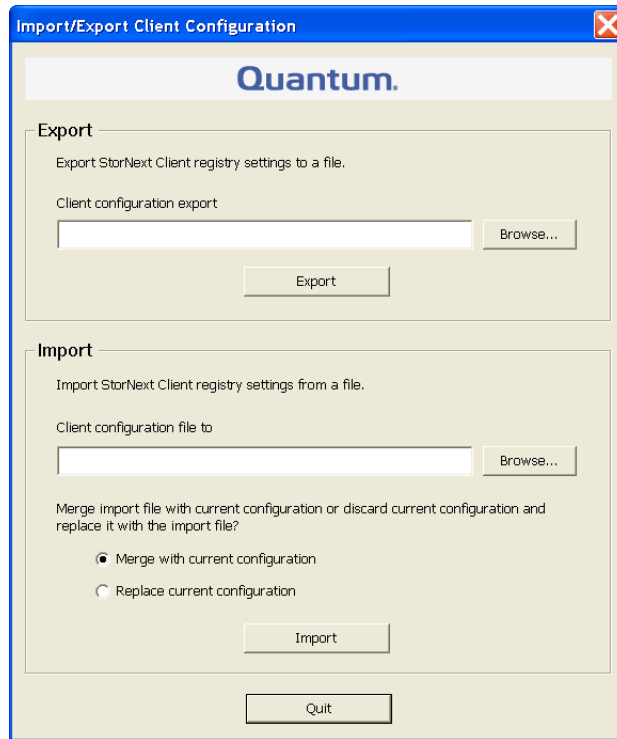 Import/Export Client Configuration
Quantum.
Export
Export StorNext Client registry settings to a file.
Client configuration export
Browse...
Export
Import
Import StorNext Client registry settings from a file.
Client configuration file to
Browse...
Merge import file with current configuration or discard current configuration and
replace it with the import file?
Merge with current configuration
Replace current configuration
Import
Quit